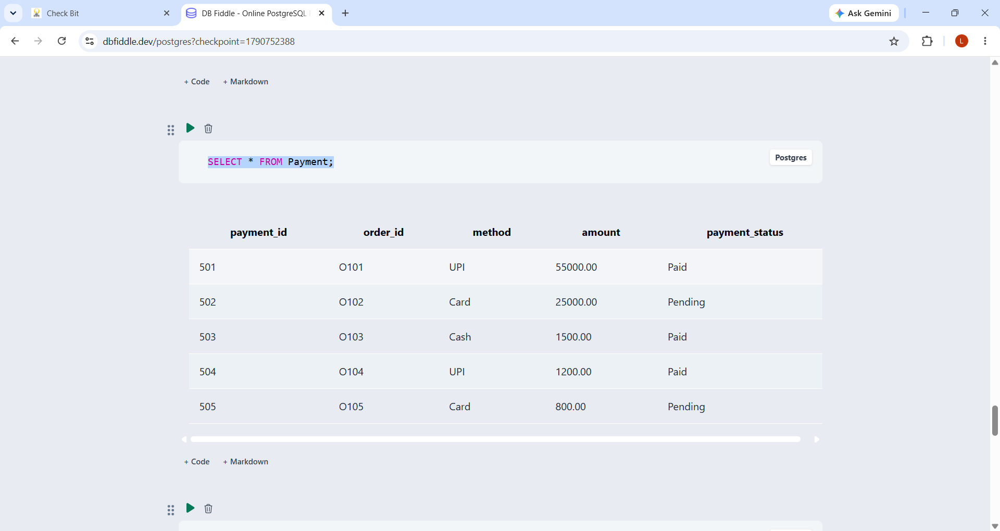 Check Bit
DB Fiddle - Online PostgreSQL
Ask Gemini
dbfiddle.dev/postgres?checkpoint=1790752388
L
+ Code + Markdown
SELECT * FROM Payment;
Postgres
payment_id order_id method amount payment_status
501 O101 UPI 55000.00 Paid
502 O102 Card 25000.00 Pending
503 O103 Cash 1500.00 Paid
504 O104 UPI 1200.00 Paid
505 O105 Card 800.00 Pending
+ Code + Markdown